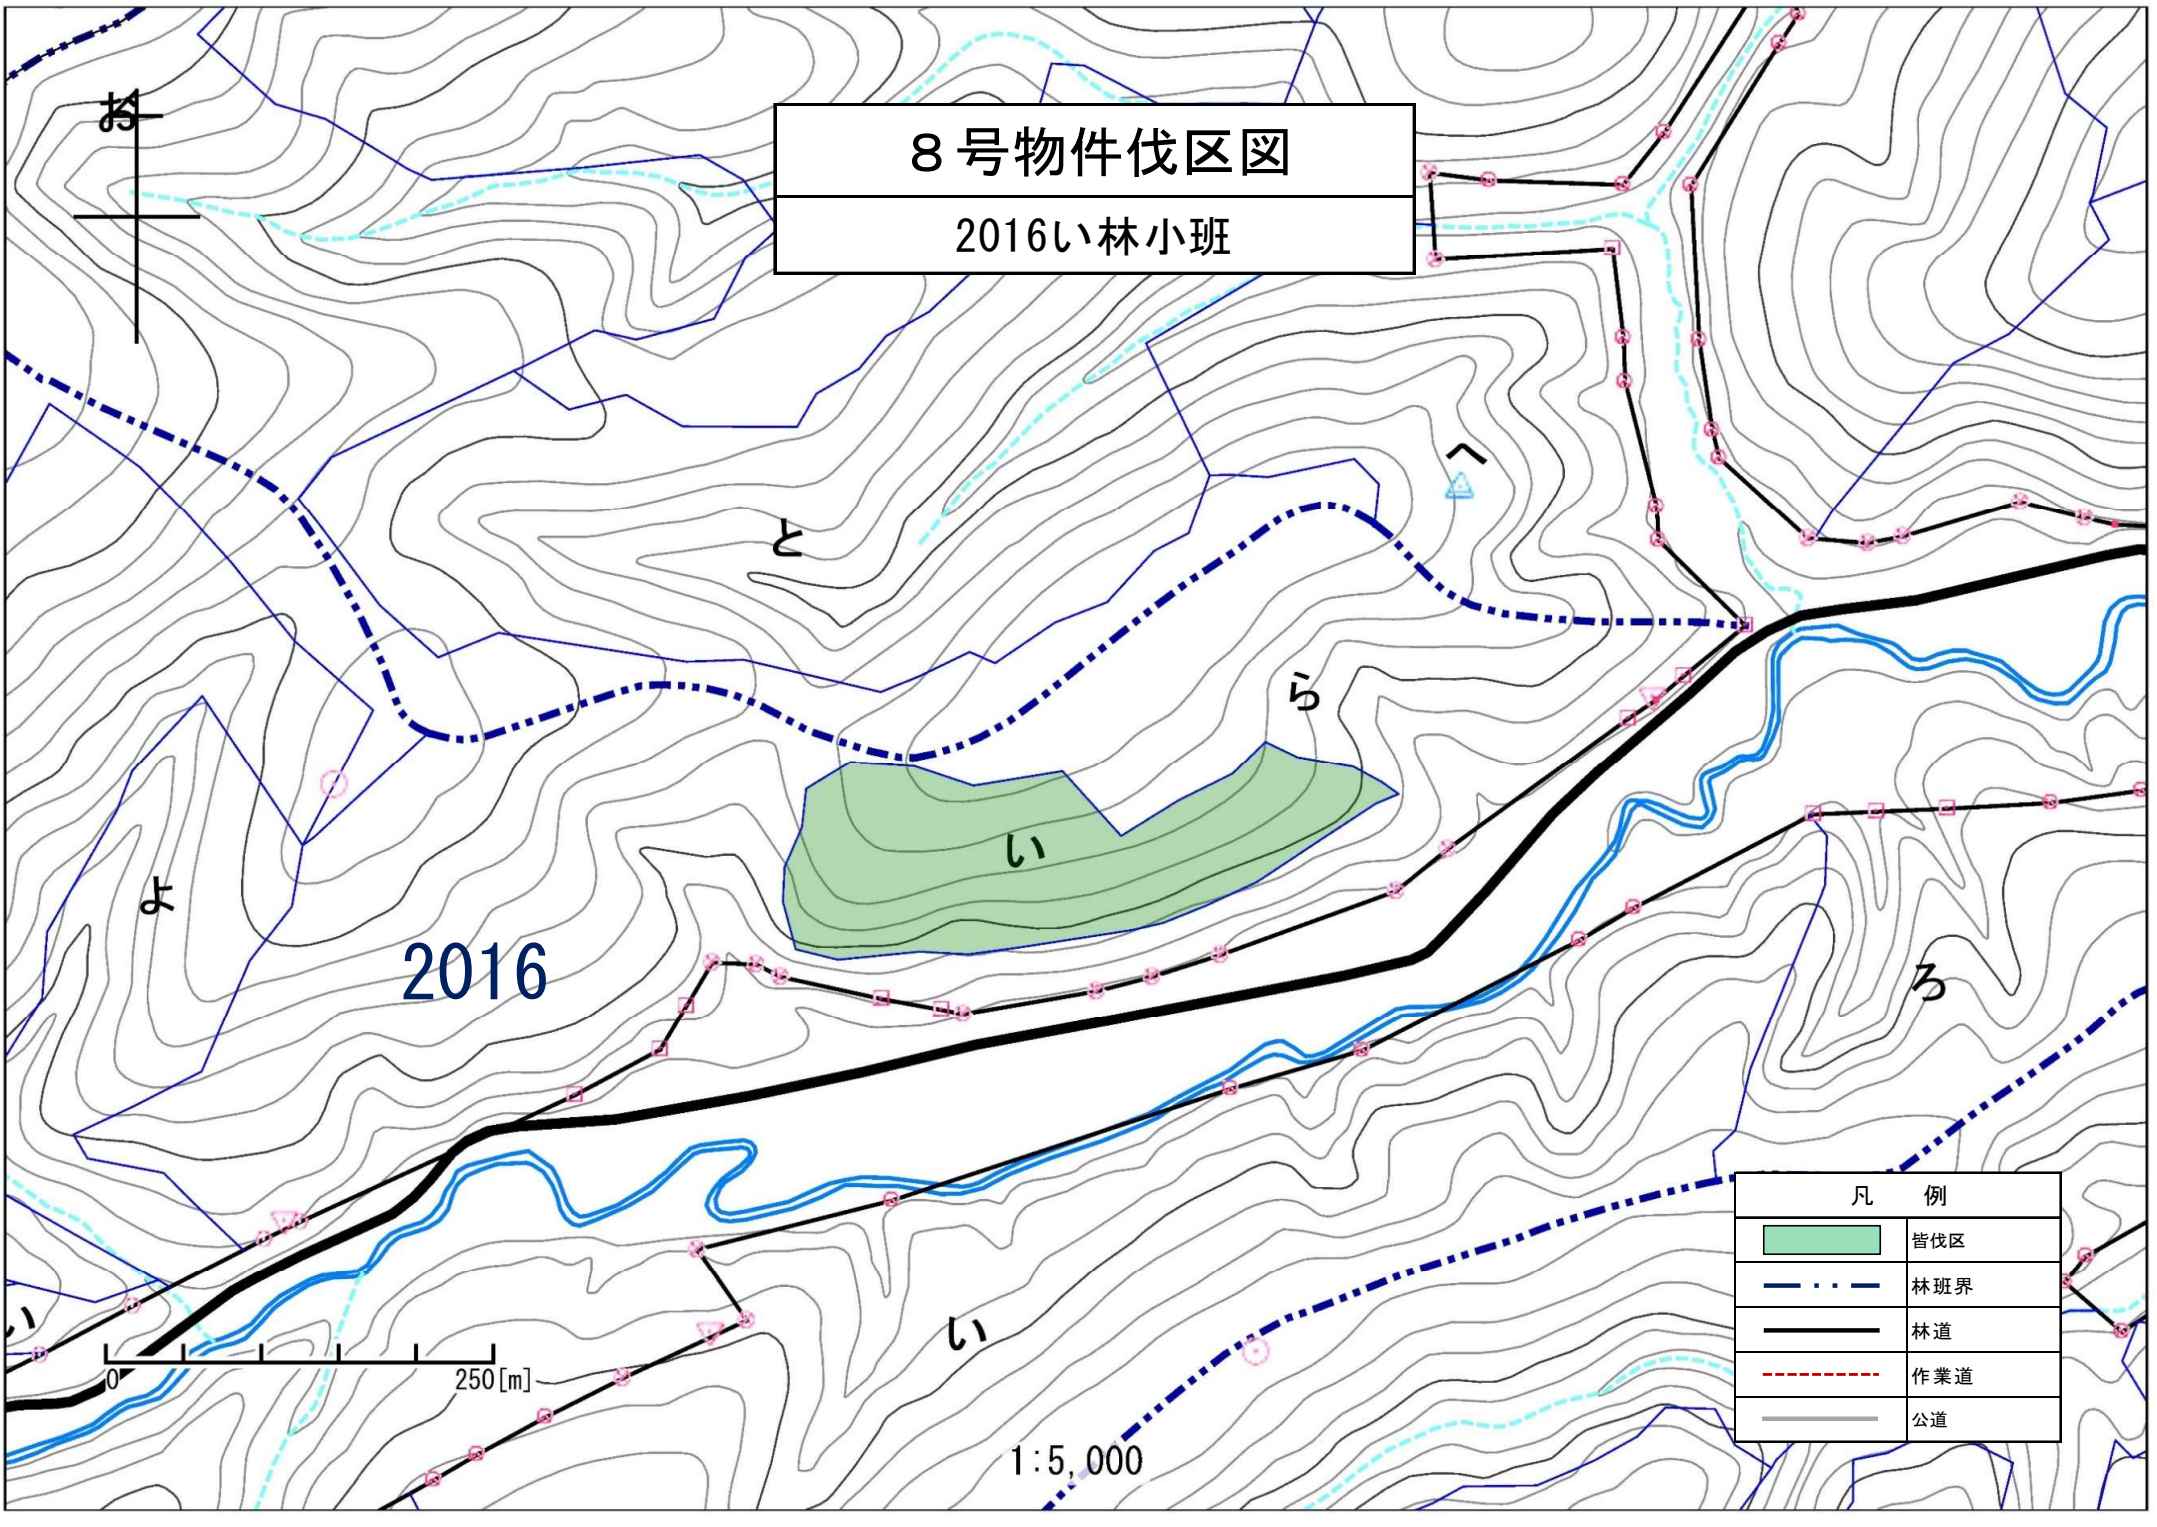 ８号物件伐区図
2016い林小班
お
と
へ
ら
い
よ
2016
ろ
い
い
0 250[m]
1:5,000
凡 例
皆伐区
林班界
林道
作業道
公道